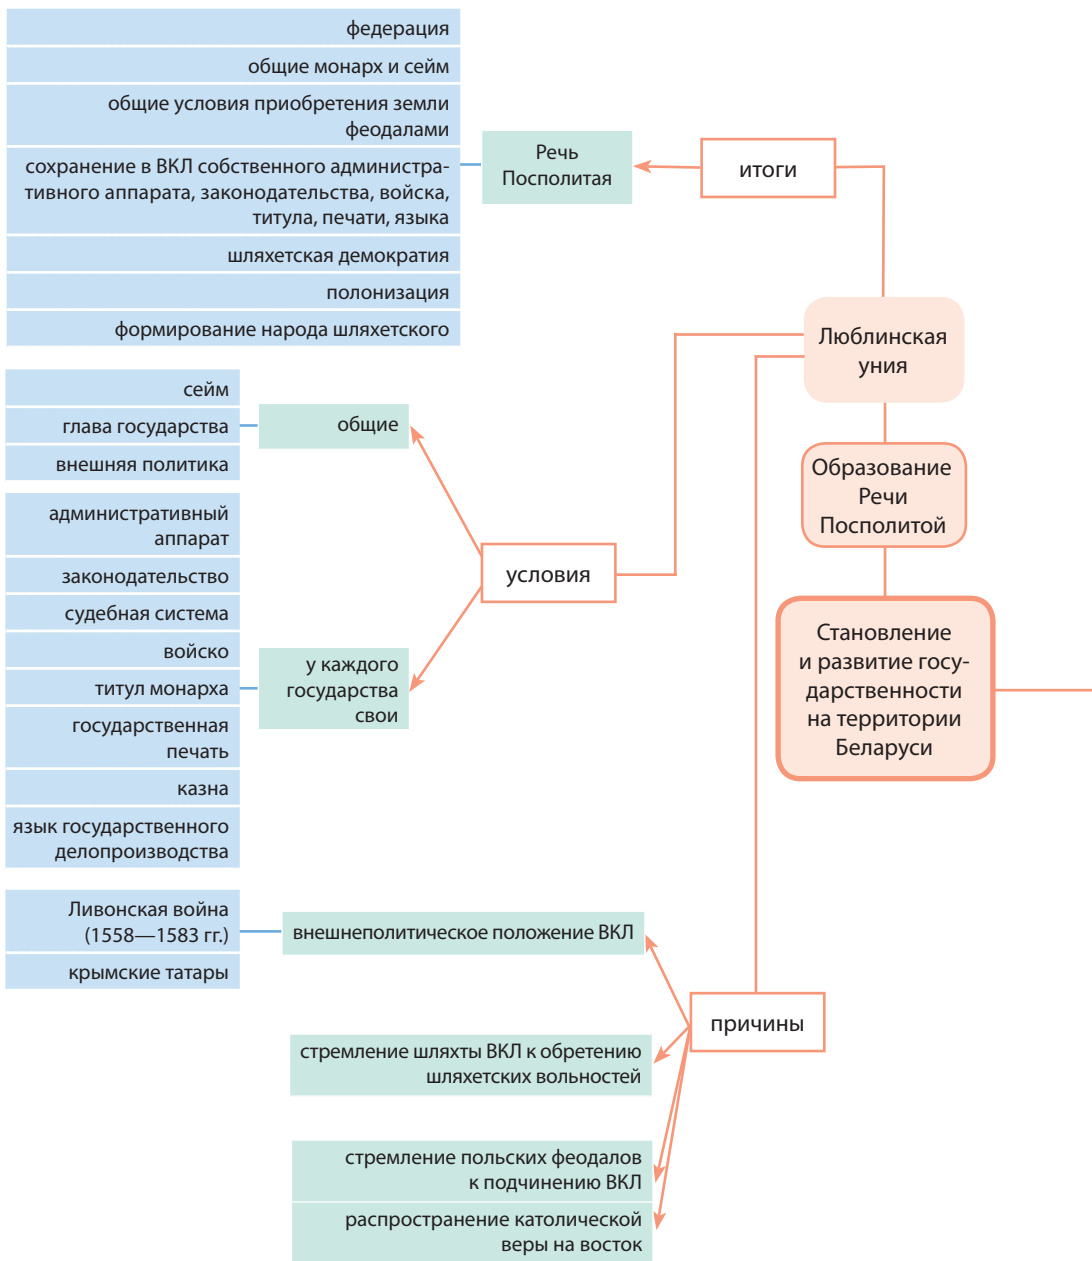 федерация
общие монарх и сейм
общие условия приобретения земли
феодалами
сохранение в ВКЛ собственного администра-
тивного аппарата, законодательства, войска,
титула, печати, языка
шляхетская демократия
полонизация
формирование народа шляхетского
Речь
Посполитая
итоги
Люблинская
уния
сейм
глава государства
внешняя политика
общие
административный
аппарат
законодательство
судебная система
войско
титул монарха
государственная
печать
казна
язык государственного
делопроизводства
у каждого
государства
свои
условия
Образование
Речи
Посполитой
Становление
и развитие госу-
дарственности
на территории
Беларуси
Ливонская война
(1558—1583 гг.)
крымские татары
внешнеполитическое положение ВКЛ
стремление шляхты ВКЛ к обретению
шляхетских вольностей
стремление польских феодалов
к подчинению ВКЛ
распространение католической
веры на восток
причины